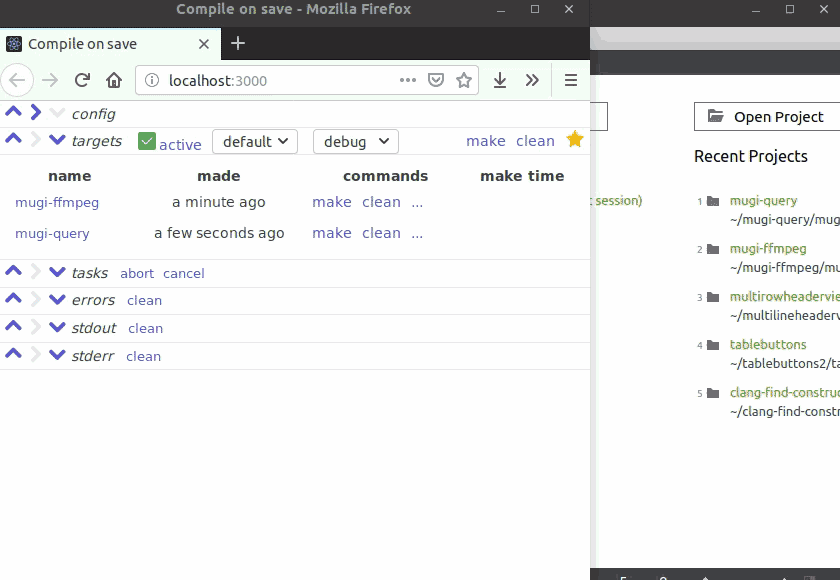 Compile on save - Mozilla Firefox
Compile on save
localhost:3000
config
targets active default debug make clean
name made commands make time
mugi-ffmpeg a minute ago make clean ...
mugi-query a few seconds ago make clean ...
tasks abort cancel
errors clean
stdout clean
stderr clean
Open Project
Recent Projects
session)
1 mugi-query
~/mugi-query/mug
2 mugi-ffmpeg
~/mugi-ffmpeg/mu
3 multirowheadervie
~/multilineheaderv
4 tablebuttons
~/tablebuttons2/ta
5 clang-find-construc
~/clang-find-constr